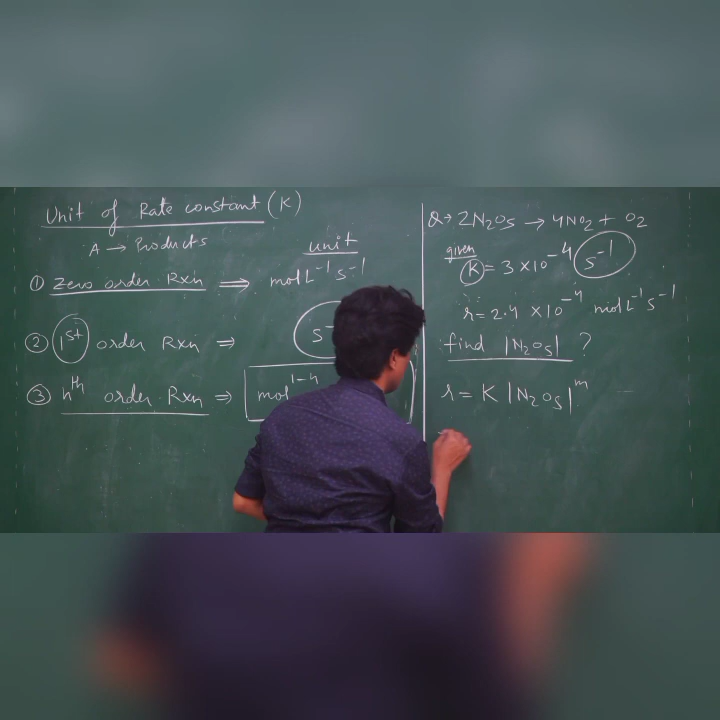 Unit of Rate constant (K)
A → Products
unit
① Zero order Rxn ⟹ mol L⁻¹ s⁻¹
② 1st order Rxn ⇒ s⁻
③ nth order Rxn ⇒ mol¹⁻ⁿ
Q→ 2N₂O₅ → 4NO₂ + O₂
given
K = 3 × 10⁻⁴ s⁻¹
r = 2.4 × 10⁻⁴ mol L⁻¹ s⁻¹
find |N₂O₅| ?
r = K |N₂O₅|ᵐ